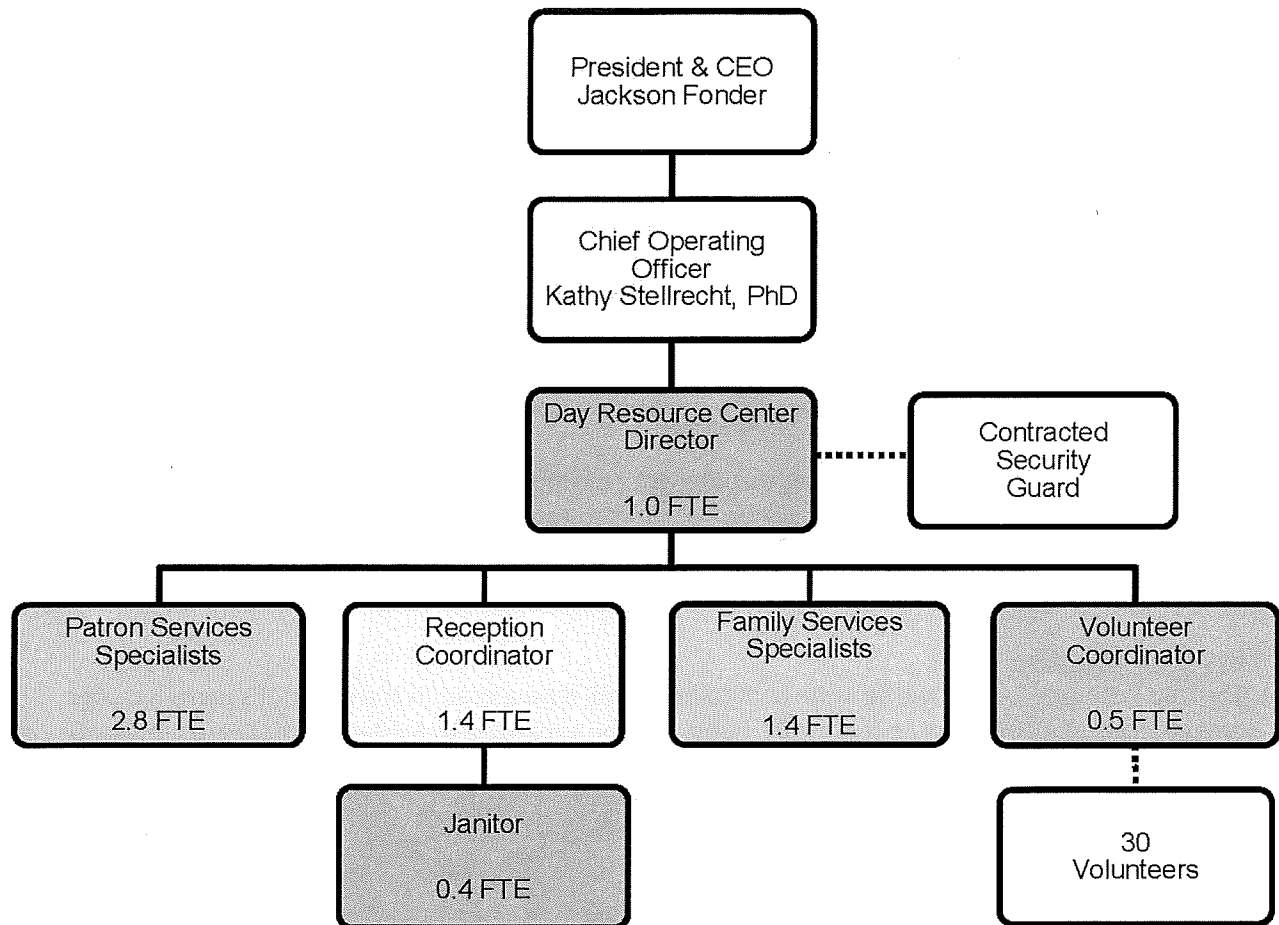 President & CEO
Jackson Fonder
Chief Operating
Officer
Kathy Stellrecht, PhD
Day Resource Center
Director
1.0 FTE
Contracted
Security
Guard
Patron Services
Specialists
2.8 FTE
Reception
Coordinator
1.4 FTE
Family Services
Specialists
1.4 FTE
Volunteer
Coordinator
0.5 FTE
Janitor
0.4 FTE
30
Volunteers